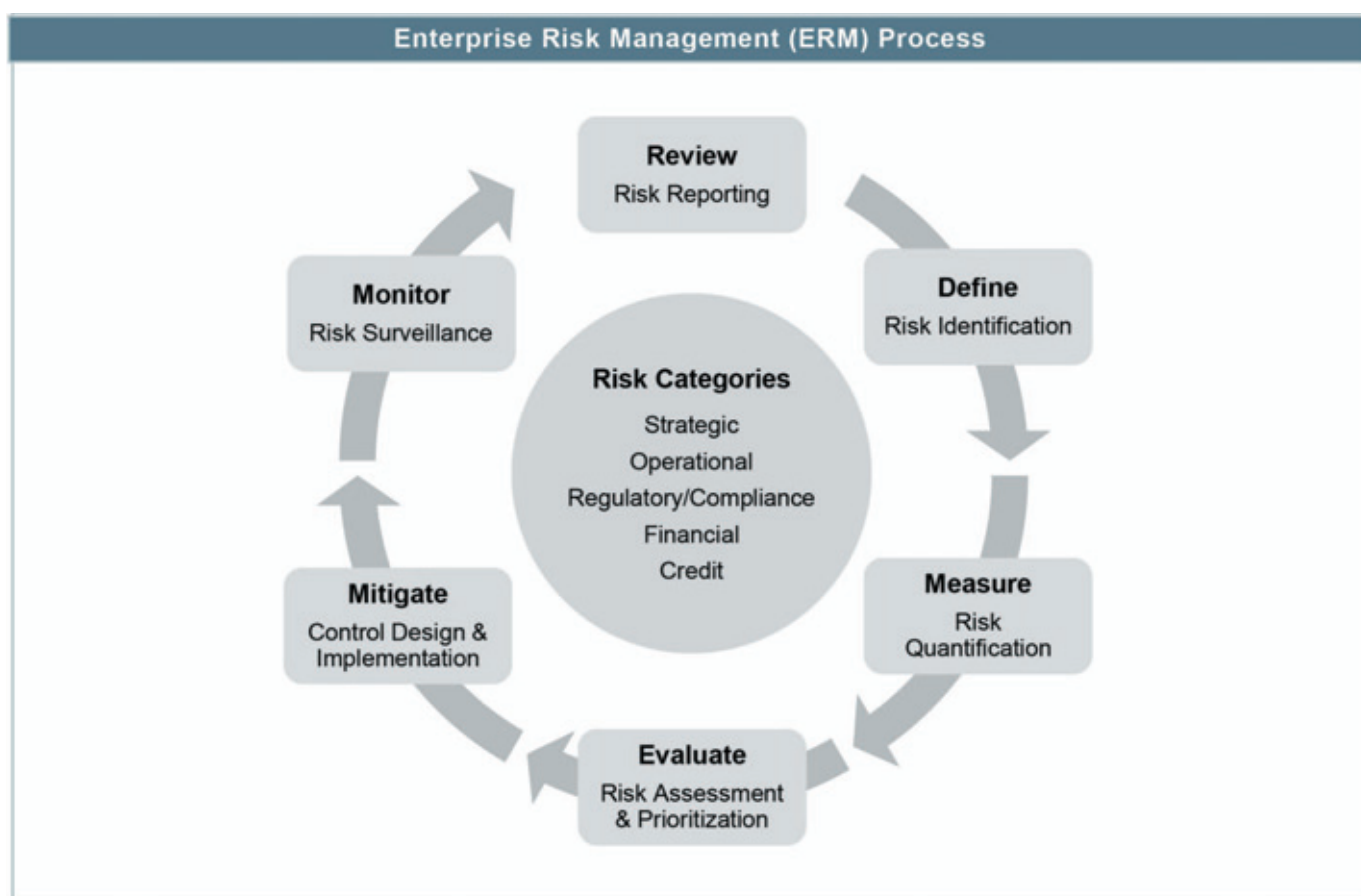 Enterprise Risk Management (ERM) Process
Review
Risk Reporting
Define
Risk Identification
Measure
Risk
Quantification
Evaluate
Risk Assessment
& Prioritization
Mitigate
Control Design &
Implementation
Monitor
Risk Surveillance
Risk Categories
Strategic
Operational
Regulatory/Compliance
Financial
Credit